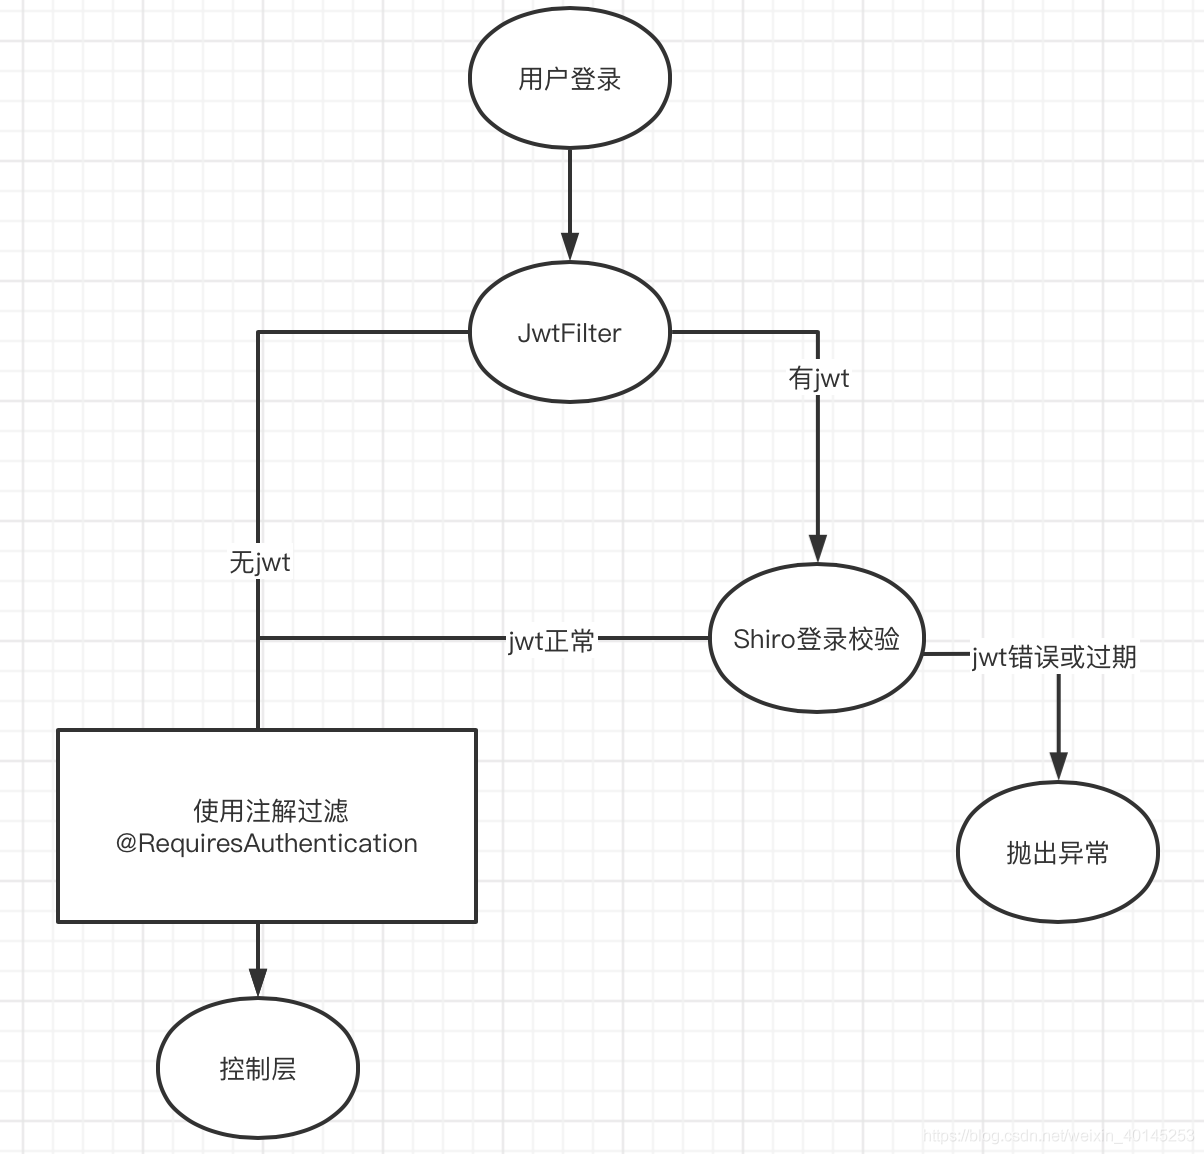 用户登录
JwtFilter
有jwt
无jwt
jwt正常
Shiro登录校验
jwt错误或过期
使用注解过滤
@RequiresAuthentication
抛出异常
控制层
https://blog.csdn.net/weixin_40145253